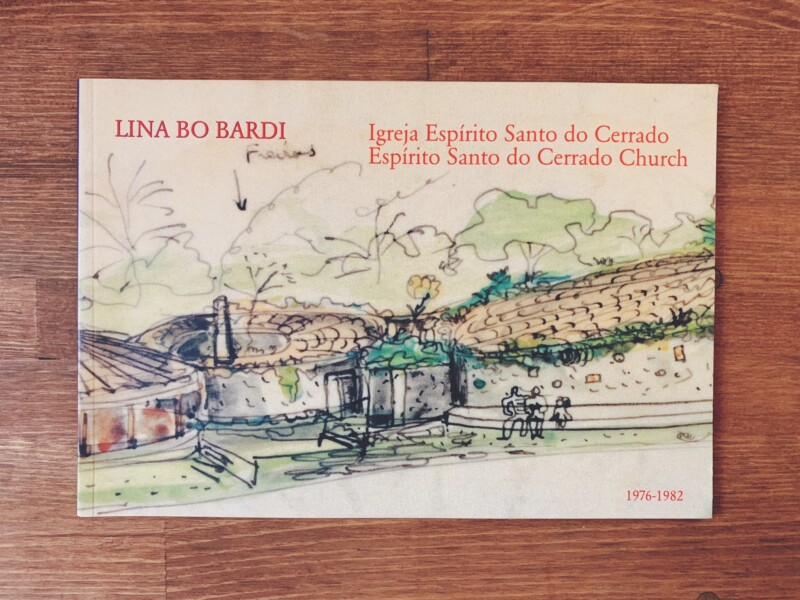 LINA BO BARDI
Igreja Espírito Santo do Cerrado
Espírito Santo do Cerrado Church
1976-1982